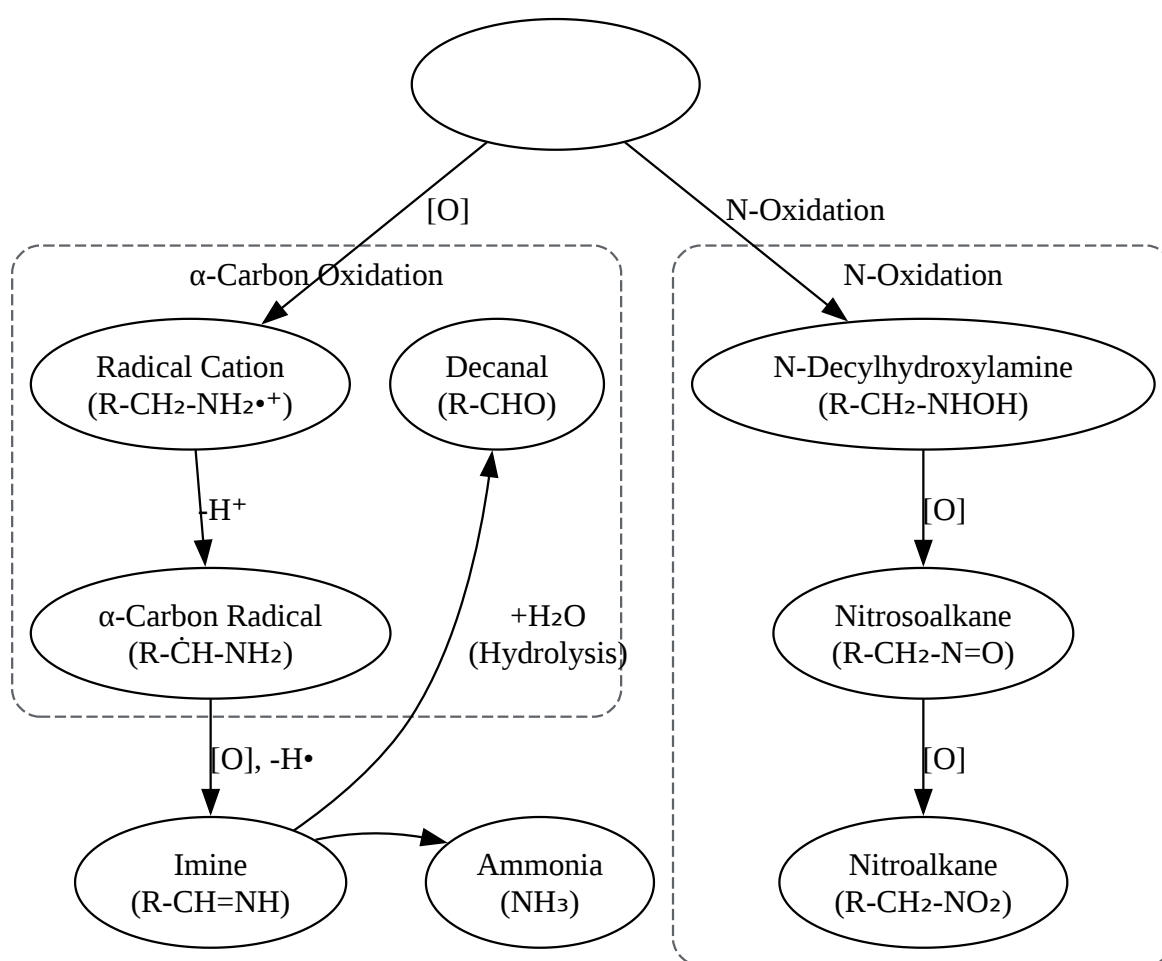 [O]
N-Oxidation
α-Carbon Oxidation
N-Oxidation
Radical Cation
(R-CH₂-NH₂•⁺)
Decanal
(R-CHO)
N-Decylhydroxylamine
(R-CH₂-NHOH)
-H⁺
[O]
α-Carbon Radical
(R-ĊH-NH₂)
+H₂O
(Hydrolysis)
Nitrosoalkane
(R-CH₂-N=O)
[O], -H•
[O]
Imine
(R-CH=NH)
Ammonia
(NH₃)
Nitroalkane
(R-CH₂-NO₂)